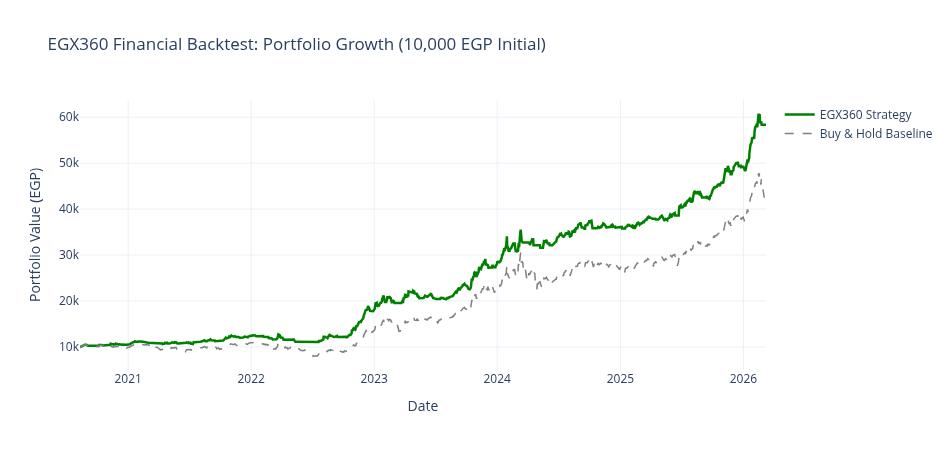 EGX360 Financial Backtest: Portfolio Growth (10,000 EGP Initial)
EGX360 Strategy
Buy & Hold Baseline
Portfolio Value (EGP)
60k
50k
40k
30k
20k
10k
2021 2022 2023 2024 2025 2026
Date